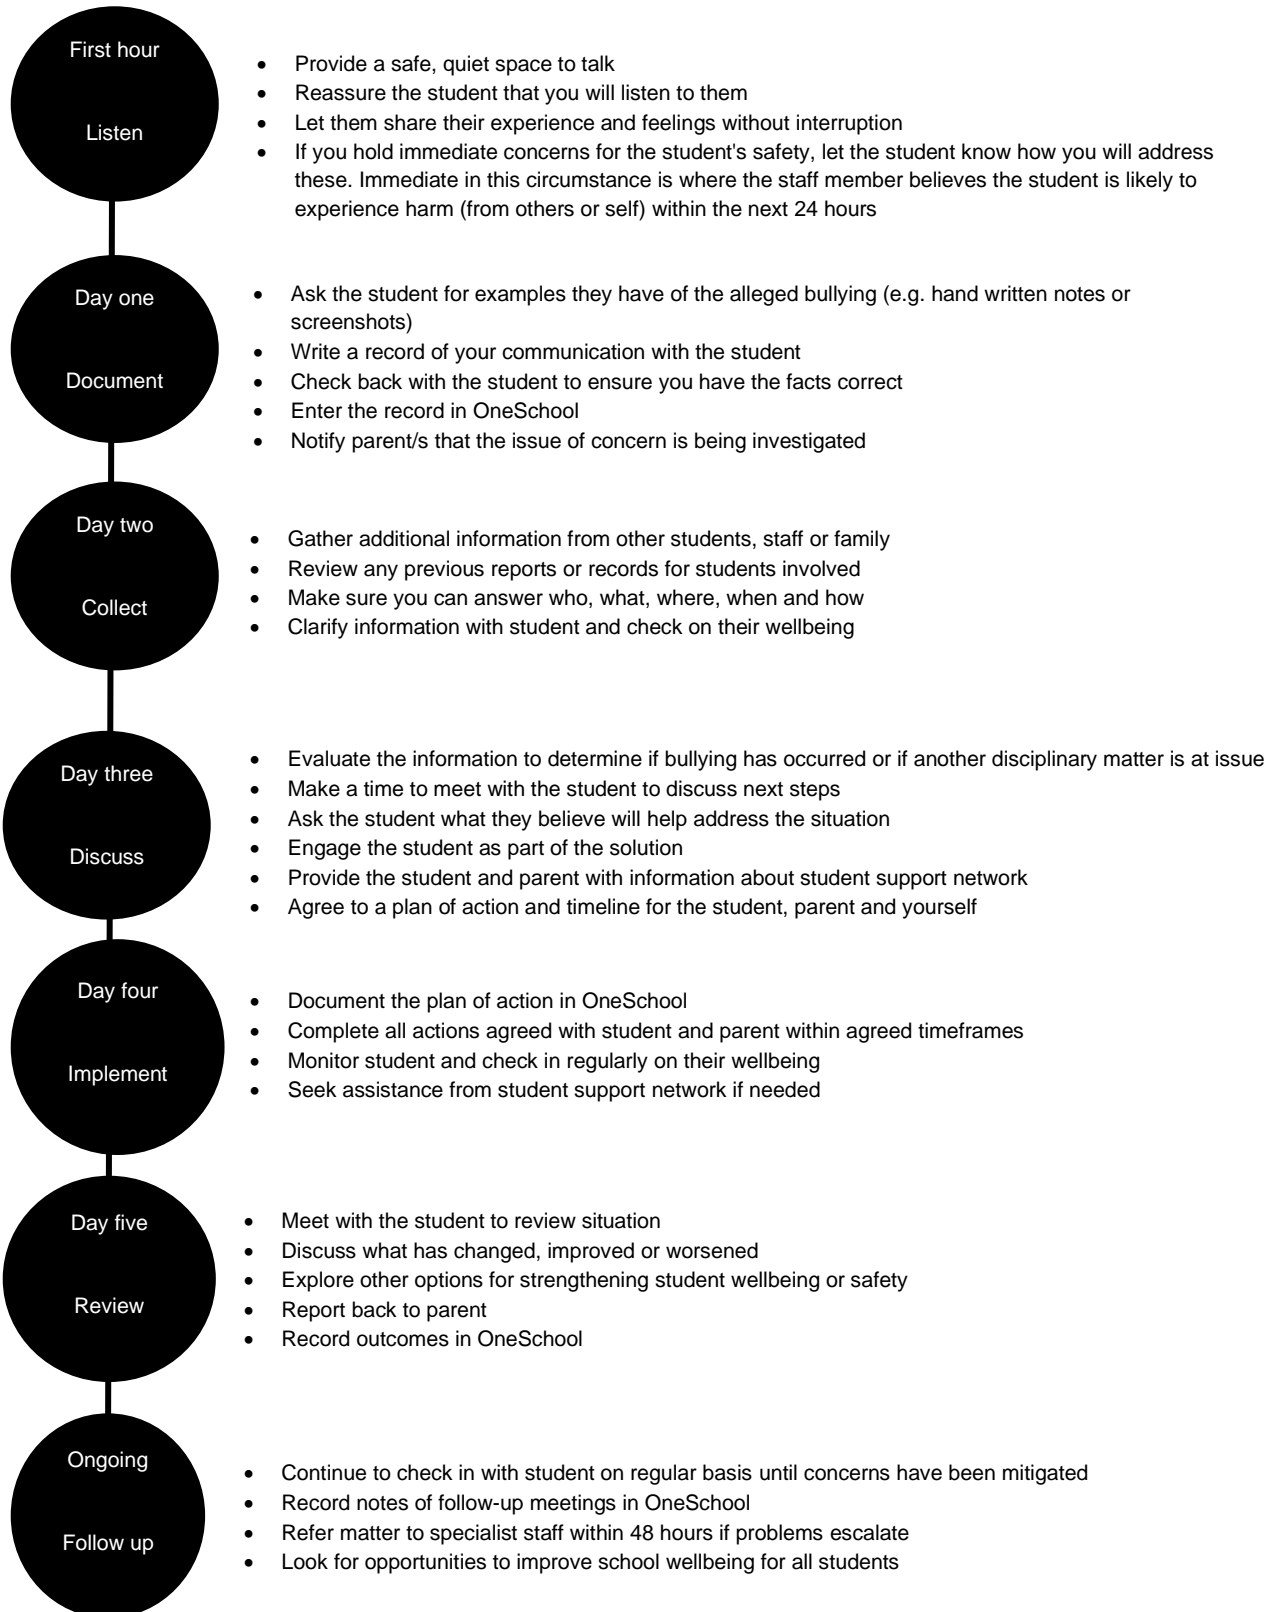 First hour
Listen
• Provide a safe, quiet space to talk
• Reassure the student that you will listen to them
• Let them share their experience and feelings without interruption
• If you hold immediate concerns for the student's safety, let the student know how you will address
these. Immediate in this circumstance is where the staff member believes the student is likely to
experience harm (from others or self) within the next 24 hours
Day one
Document
• Ask the student for examples they have of the alleged bullying (e.g. hand written notes or
screenshots)
• Write a record of your communication with the student
• Check back with the student to ensure you have the facts correct
• Enter the record in OneSchool
• Notify parent/s that the issue of concern is being investigated
Day two
Collect
• Gather additional information from other students, staff or family
• Review any previous reports or records for students involved
• Make sure you can answer who, what, where, when and how
• Clarify information with student and check on their wellbeing
Day three
Discuss
• Evaluate the information to determine if bullying has occurred or if another disciplinary matter is at issue
• Make a time to meet with the student to discuss next steps
• Ask the student what they believe will help address the situation
• Engage the student as part of the solution
• Provide the student and parent with information about student support network
• Agree to a plan of action and timeline for the student, parent and yourself
Day four
Implement
• Document the plan of action in OneSchool
• Complete all actions agreed with student and parent within agreed timeframes
• Monitor student and check in regularly on their wellbeing
• Seek assistance from student support network if needed
Day five
Review
• Meet with the student to review situation
• Discuss what has changed, improved or worsened
• Explore other options for strengthening student wellbeing or safety
• Report back to parent
• Record outcomes in OneSchool
Ongoing
Follow up
• Continue to check in with student on regular basis until concerns have been mitigated
• Record notes of follow-up meetings in OneSchool
• Refer matter to specialist staff within 48 hours if problems escalate
• Look for opportunities to improve school wellbeing for all students